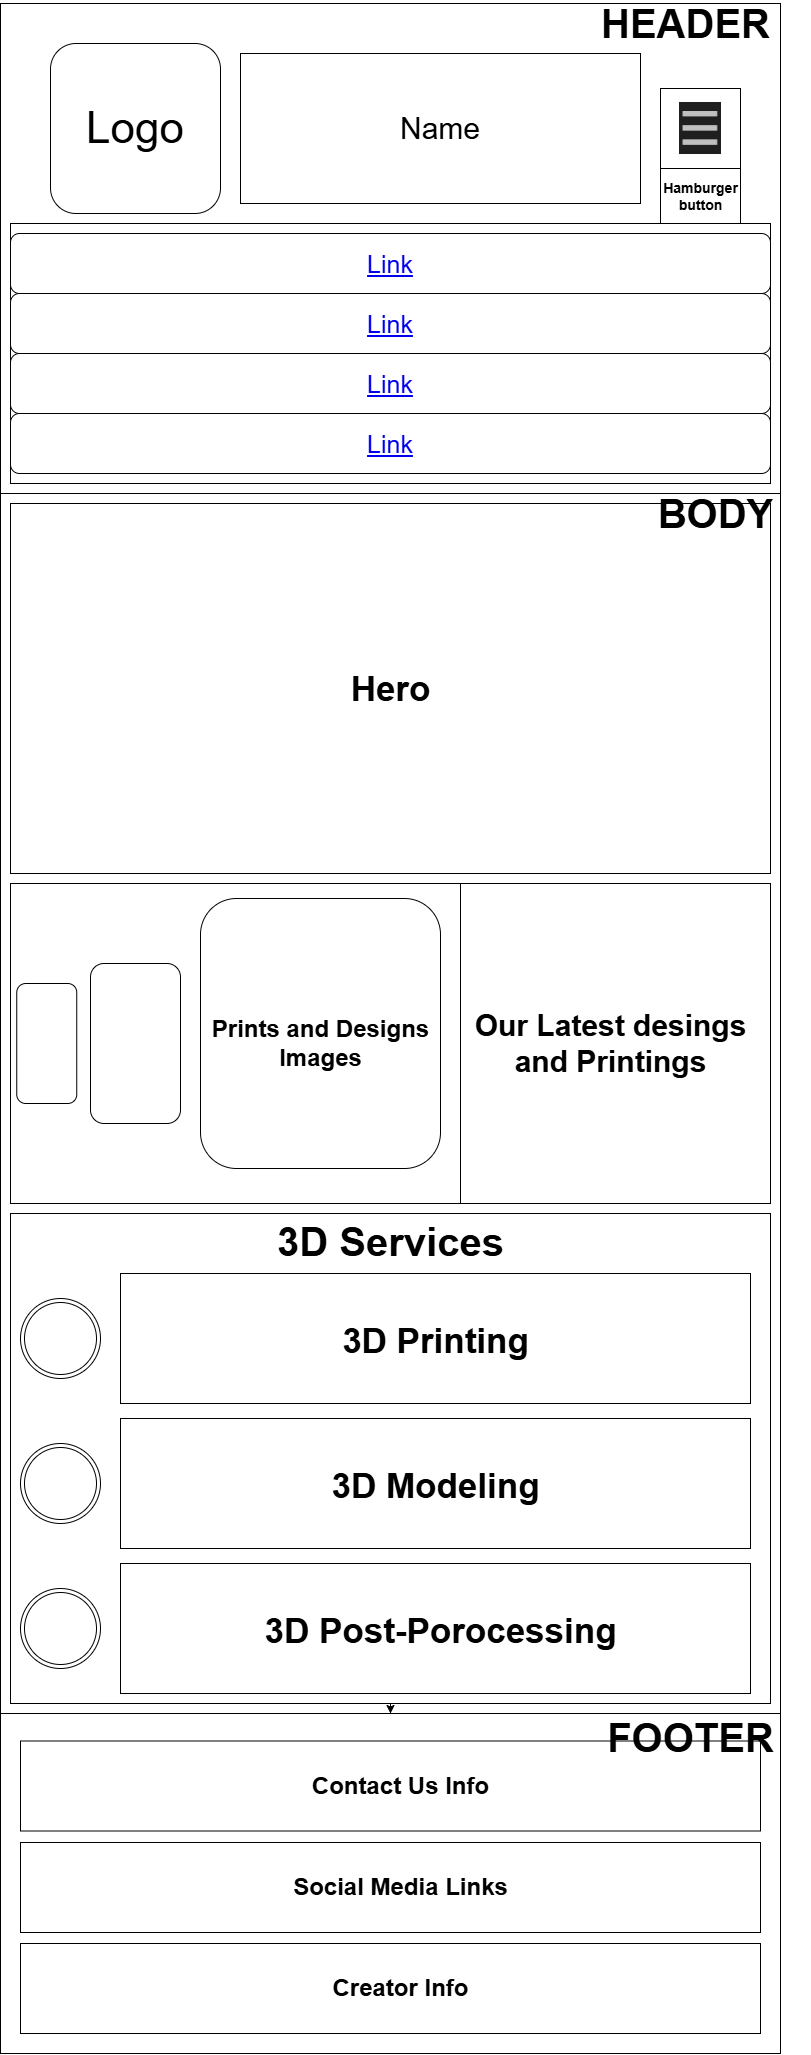 HEADER
Logo
Name
Hamburger
button
Link
Link
Link
Link
BODY
Hero
Prints and Designs
Images
Our Latest desings
and Printings
3D Services
3D Printing
3D Modeling
3D Post-Porocessing
FOOTER
Contact Us Info
Social Media Links
Creator Info